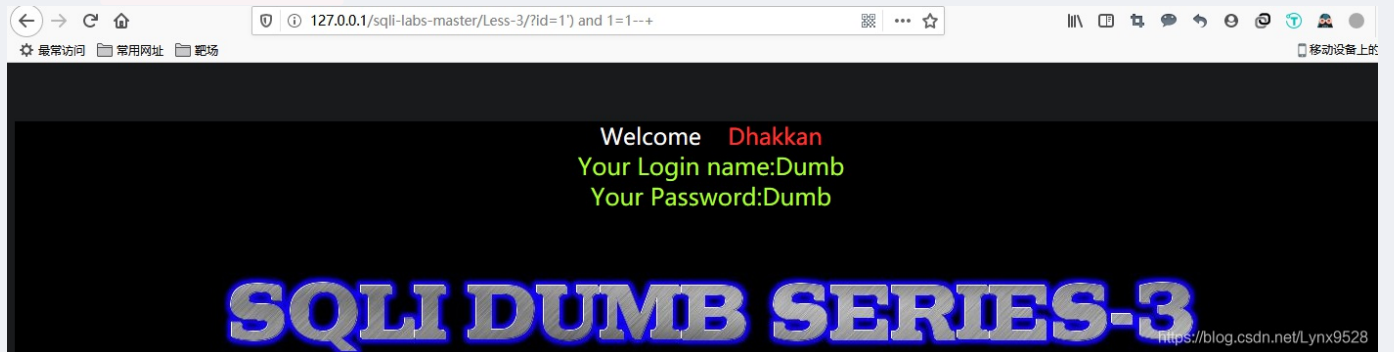 127.0.0.1/sqli-labs-master/Less-3/?id=1') and 1=1--+
最常访问 常用网址 靶场 移动设备上的
Welcome Dhakkan
Your Login name:Dumb
Your Password:Dumb
SQLI DUMB SERIES-3
https://blog.csdn.net/Lynx9528